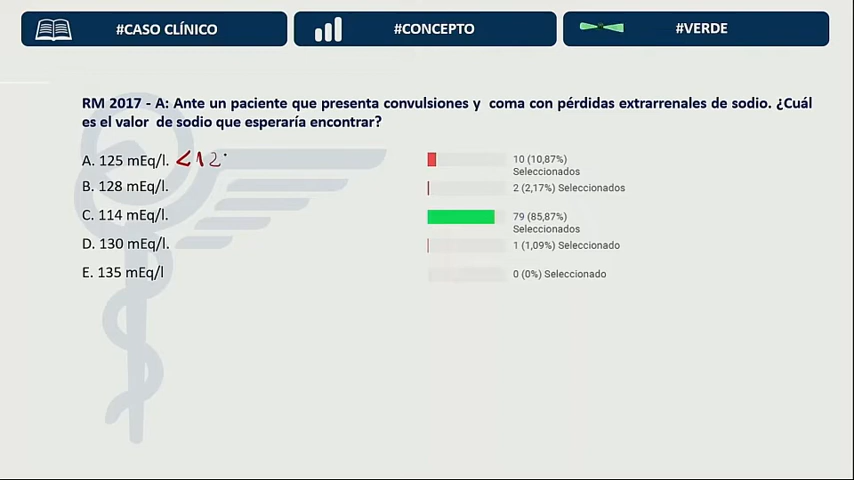 #CASO CLÍNICO
#CONCEPTO
#VERDE
RM 2017 - A: Ante un paciente que presenta convulsiones y coma con pérdidas extrarrenales de sodio. ¿Cuál
es el valor de sodio que esperaría encontrar?
A. 125 mEq/l. <12
10 (10,87%)
Seleccionados
B. 128 mEq/l.
2 (2,17%) Seleccionados
C. 114 mEq/l.
79 (85,87%)
Seleccionados
D. 130 mEq/l.
1 (1,09%) Seleccionado
E. 135 mEq/l
0 (0%) Seleccionado